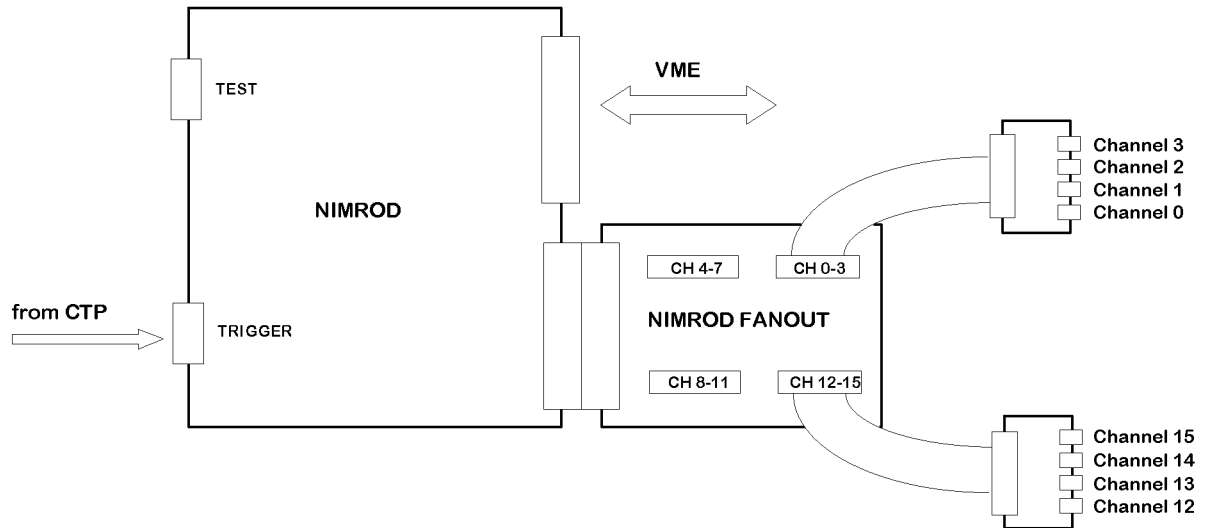 VME
TEST
NIMROD
Channel 3
Channel 2
Channel 1
Channel 0
CH 4-7
CH 0-3
from CTP
TRIGGER
NIMROD FANOUT
CH 8-11
CH 12-15
Channel 15
Channel 14
Channel 13
Channel 12